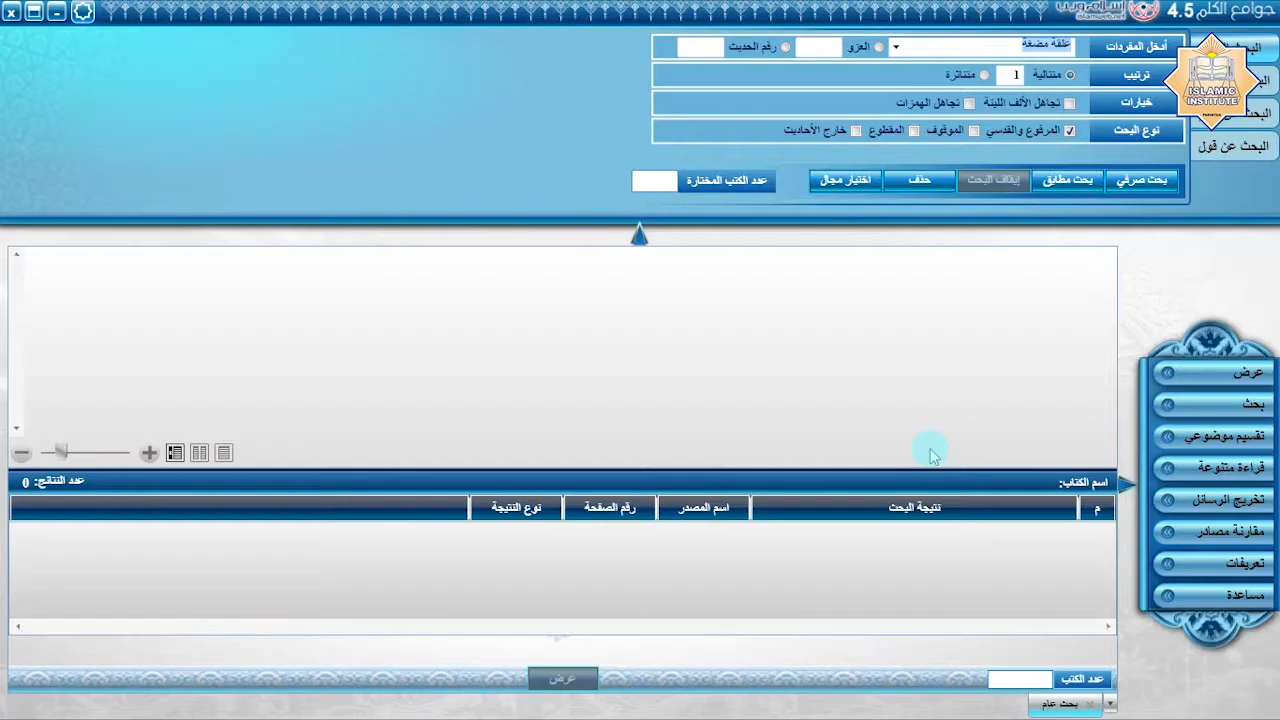 جوامع الكلم 4.5
islamweb.net
ISLAMIC
INSTITUTE
PAKISTAN
أدخل المفردات
علقة مضغة
العزو
رقم الحديث
ترتيب
متتالية
1
متناثرة
خيارات
تجاهل الألف اللينة
تجاهل الهمزات
نوع البحث
المرفوع والقدسي
الموقوف
المقطوع
خارج الأحاديث
البحث عن قول
بحث صرفي
بحث مطابق
إيقاف البحث
حذف
اختيار مجال
عدد الكتب المختارة
عرض
بحث
تقسيم موضوعي
قراءة متنوعة
تخريج الرسائل
مقارنة مصادر
تعريفات
مساعدة
اسم الكتاب:
عدد النتائج: 0
م
نتيجة البحث
اسم المصدر
رقم الصفحة
نوع النتيجة
عدد الكتب
عرض
بحث عام